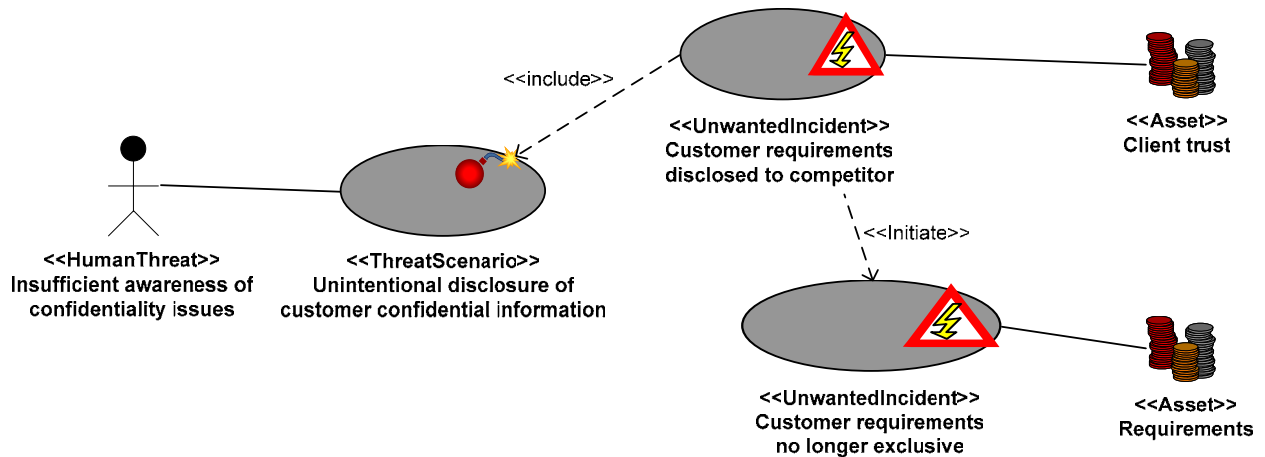 <<include>>
<<UnwantedIncident>>
Customer requirements
disclosed to competitor
<<Asset>>
Client trust
<<HumanThreat>>
Insufficient awareness of
confidentiality issues
<<ThreatScenario>>
Unintentional disclosure of
customer confidential information
<<Initiate>>
<<UnwantedIncident>>
Customer requirements
no longer exclusive
<<Asset>>
Requirements